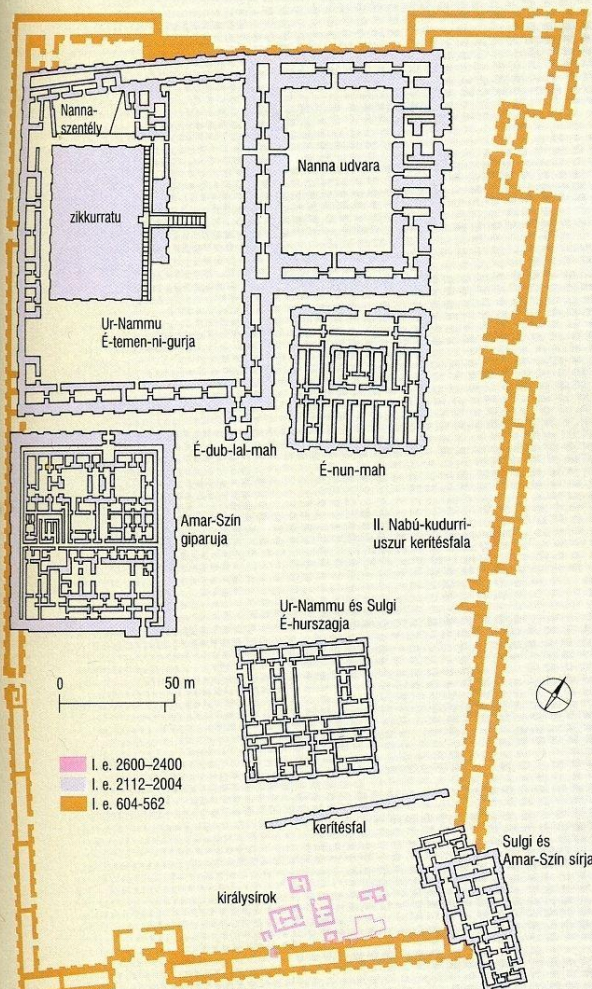 Nanna-
szentély
Nanna udvara
zikkurratu
Ur-Nammu
É-temen-ni-gurja
É-dub-lal-mah
É-nun-mah
Amar-Szín
giparuja
II. Nabú-kudurri-
uszur kerítésfala
Ur-Nammu és Sulgi
É-hurszagja
0 50 m
I. e. 2600–2400
I. e. 2112–2004
I. e. 604-562
kerítésfal
Sulgi és
Amar-Szín sírja
királysírok